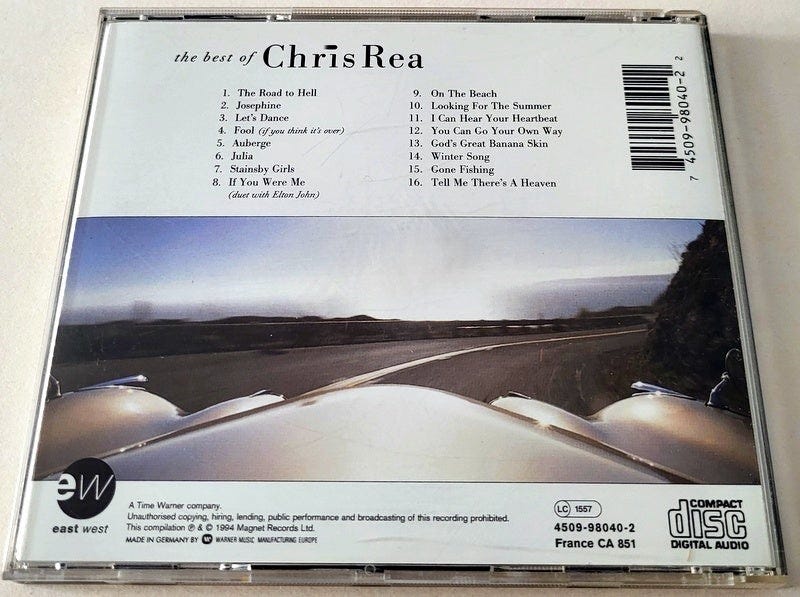 the best of Chris Rea
1. The Road to Hell
2. Josephine
3. Let's Dance
4. Fool (if you think it's over)
5. Auberge
6. Julia
7. Stainsby Girls
8. If You Were Me
(duet with Elton John)
9. On The Beach
10. Looking For The Summer
11. I Can Hear Your Heartbeat
12. You Can Go Your Own Way
13. God's Great Banana Skin
14. Winter Song
15. Gone Fishing
16. Tell Me There's A Heaven
7 4509-98040-2 2
ew
east west
A Time Warner company.
Unauthorised copying, hiring, lending, public performance and broadcasting of this recording prohibited.
This compilation ℗ & © 1994 Magnet Records Ltd.
MADE IN GERMANY BY WARNER MUSIC MANUFACTURING EUROPE
LC 1557
4509-98040-2
France CA 851
COMPACT
disc
DIGITAL AUDIO